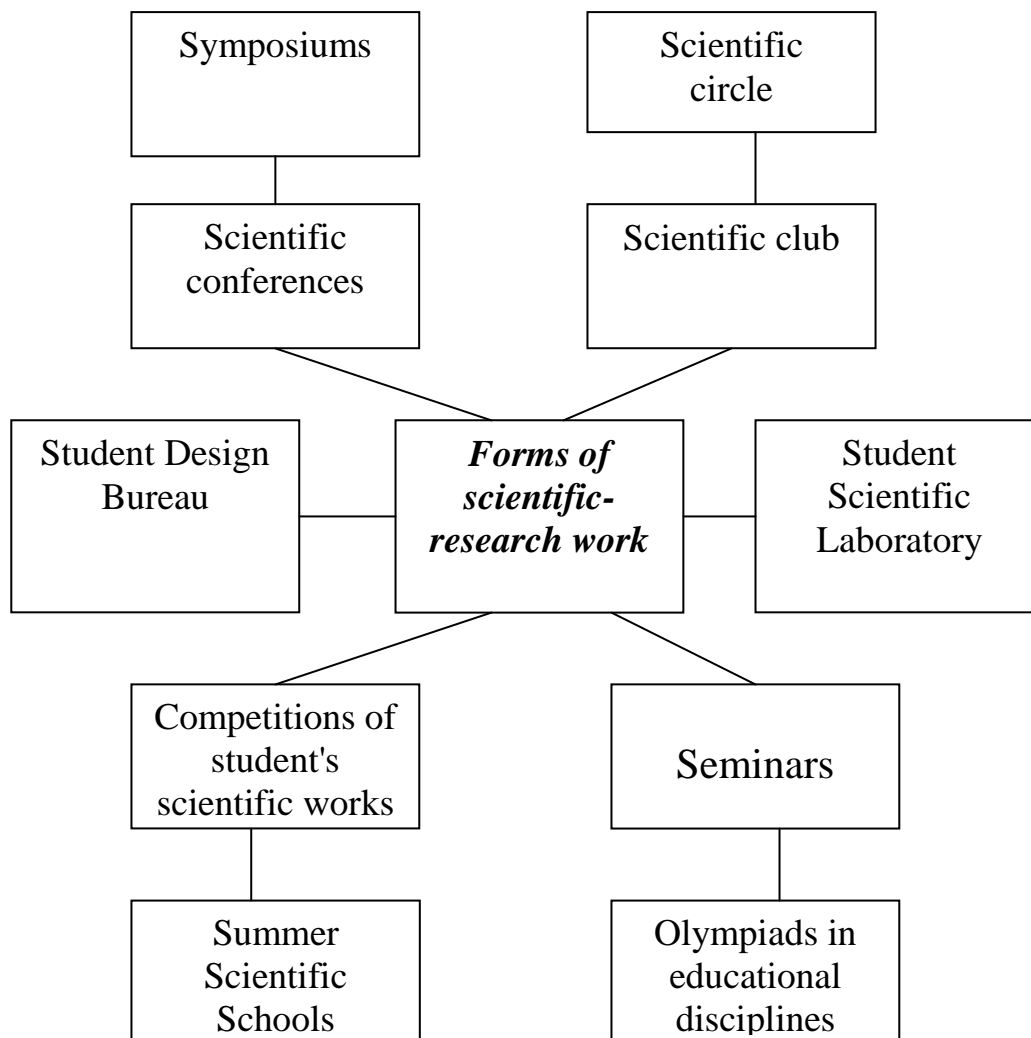 Symposiums
Scientific
circle
Scientific
conferences
Scientific club
Student Design
Bureau
Forms of
scientific-
research work
Student
Scientific
Laboratory
Competitions of
student's
scientific works
Seminars
Summer
Scientific
Schools
Olympiads in
educational
disciplines